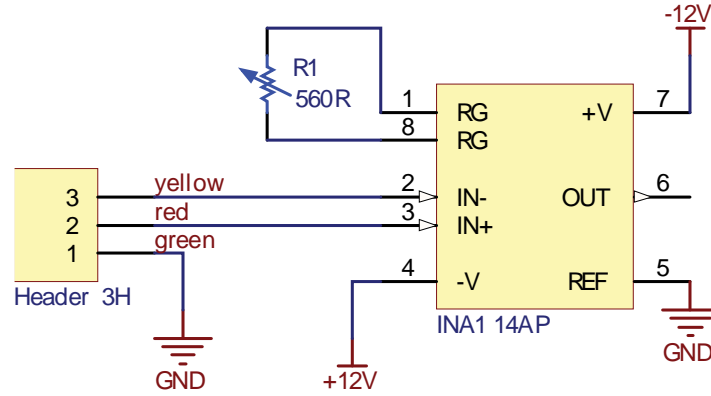 -12V
R1
560R
1
RG
+V
7
8
RG
3
yellow
2
IN-
OUT
6
2
red
3
IN+
1
green
4
-V
REF
5
Header 3H
INA1 14AP
GND
+12V
GND